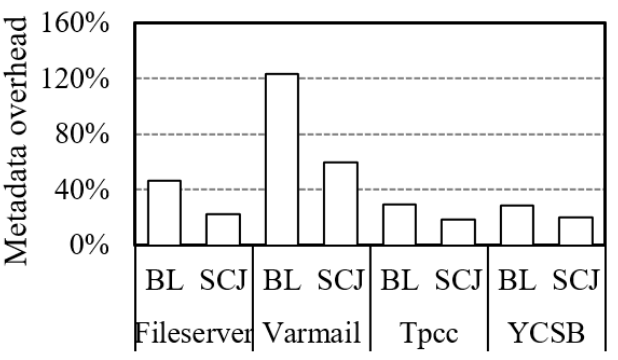 Metadata overhead
160%
120%
80%
40%
0%
BL SCJ BL SCJ BL SCJ BL SCJ
Fileserver Varmail Tpcc YCSB